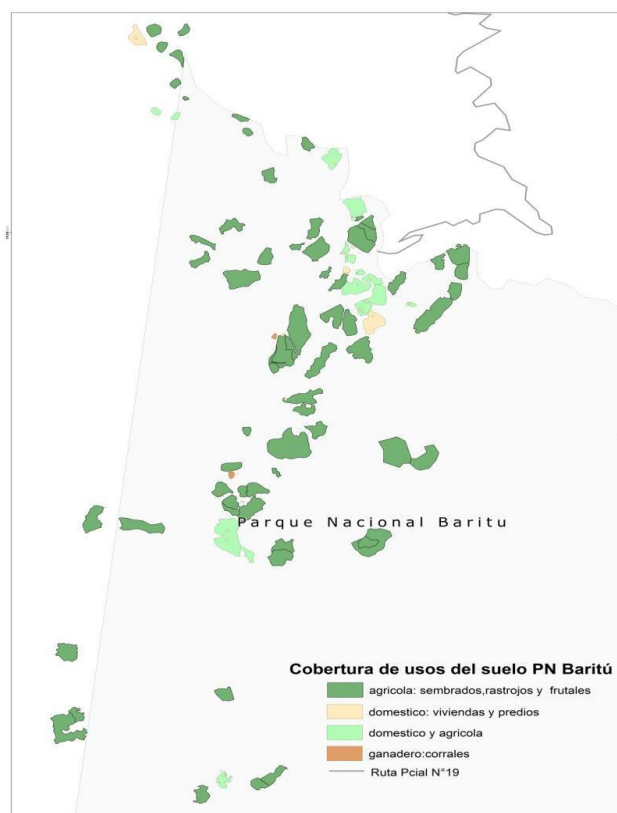 Parque Nacional Baritu
Cobertura de usos del suelo PN Baritú
agricola: sembrados,rastrojos y frutales
domestico: viviendas y predios
domestico y agricola
ganadero:corrales
Ruta Pcial N°19